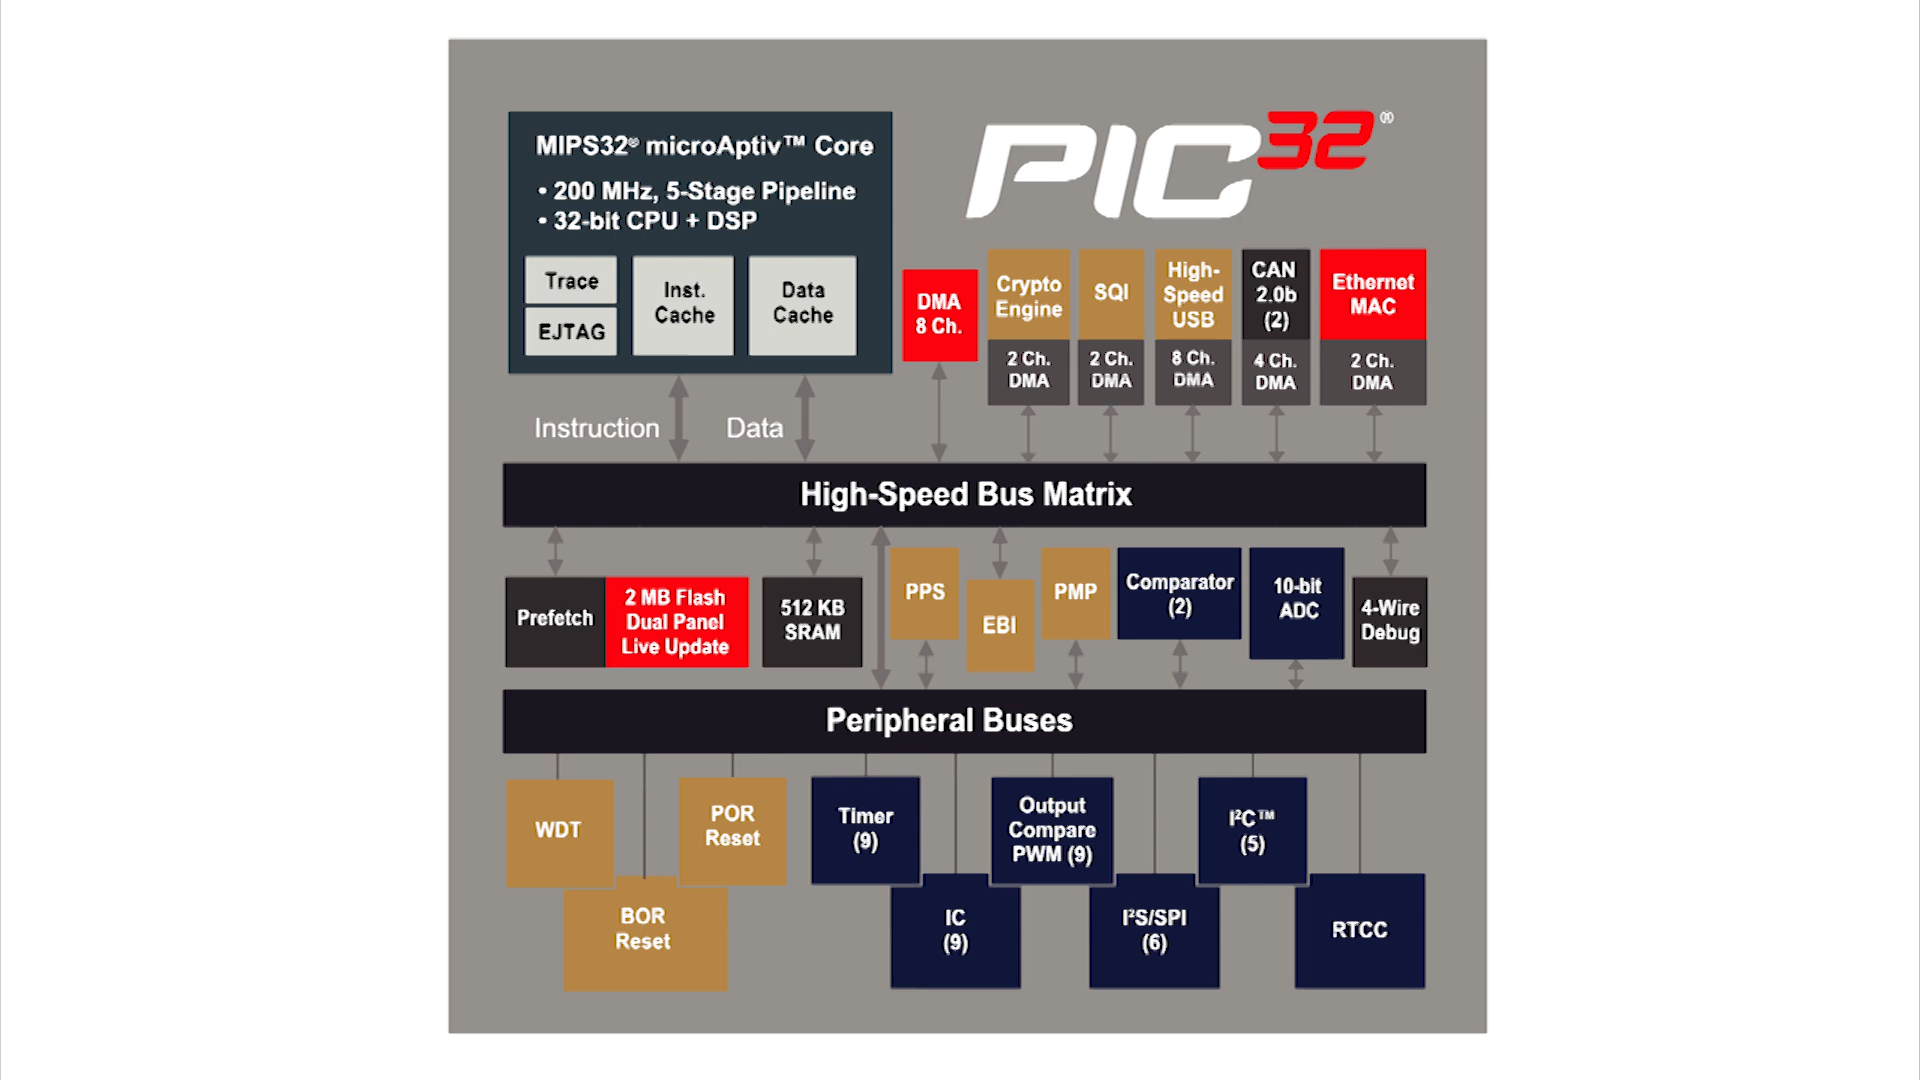 MIPS32® microAptiv™ Core
• 200 MHz, 5-Stage Pipeline
• 32-bit CPU + DSP
Trace
EJTAG
Inst.
Cache
Data
Cache
PIC32®
DMA
8 Ch.
Crypto
Engine
2 Ch.
DMA
SQI
2 Ch.
DMA
High-
Speed
USB
8 Ch.
DMA
CAN
2.0b
(2)
4 Ch.
DMA
Ethernet
MAC
2 Ch.
DMA
Instruction
Data
High-Speed Bus Matrix
Prefetch
2 MB Flash
Dual Panel
Live Update
512 KB
SRAM
PPS
EBI
PMP
Comparator
(2)
10-bit
ADC
4-Wire
Debug
Peripheral Buses
WDT
BOR
Reset
POR
Reset
Timer
(9)
IC
(9)
Output
Compare
PWM (9)
I²S/SPI
(6)
I²C™
(5)
RTCC